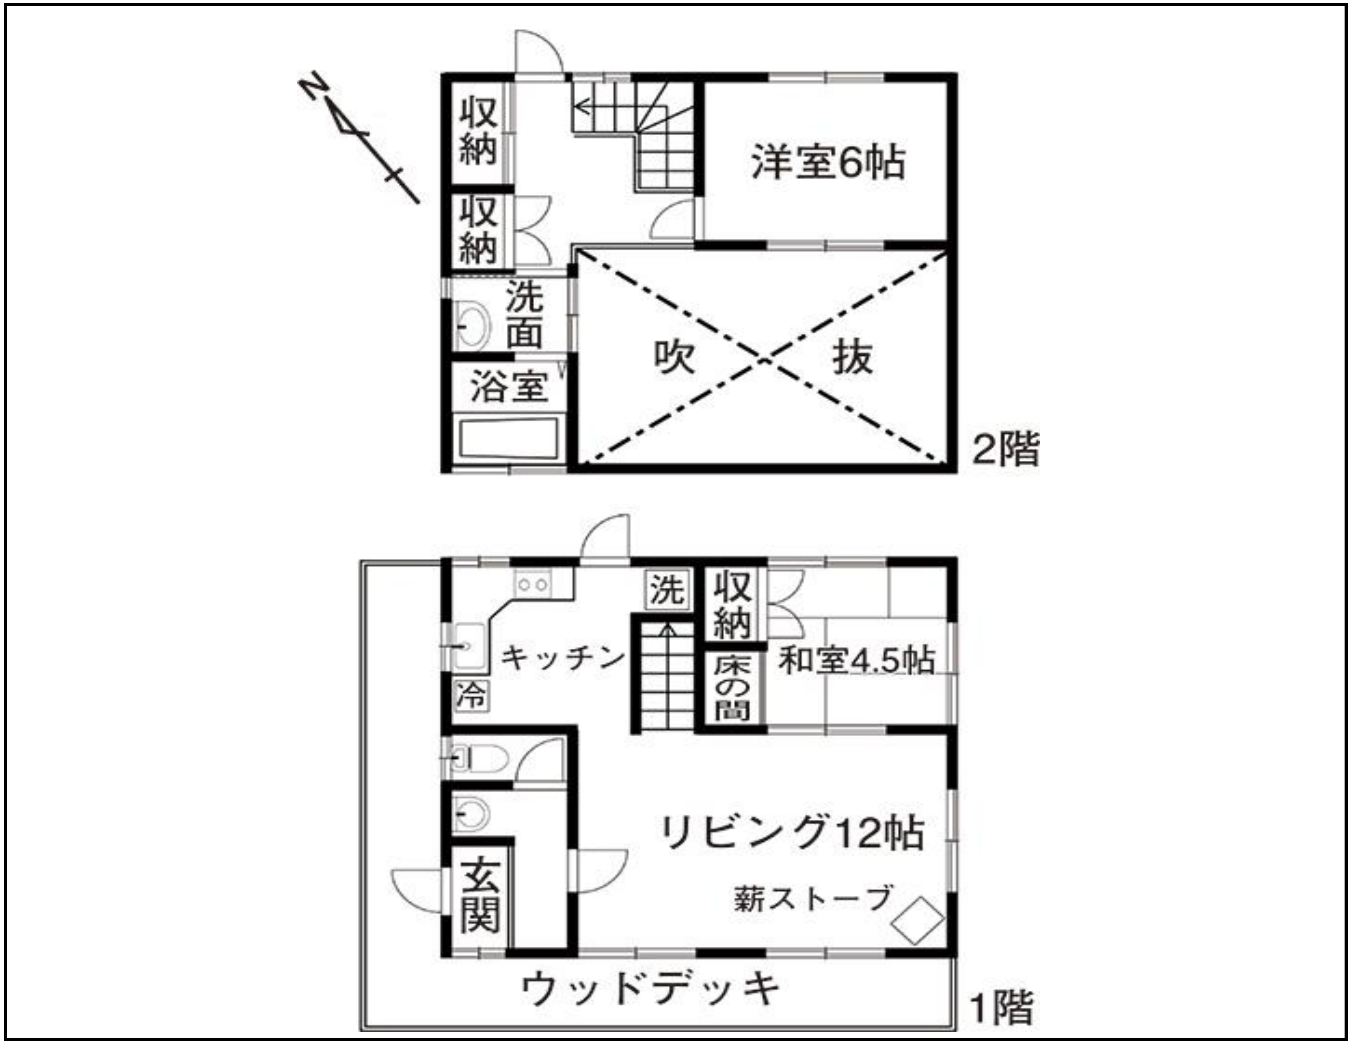 N
収納
洋室6帖
収納
洗面
吹 抜
浴室
2階
洗
収納
キッチン
和室4.5帖
床の間
冷
リビング12帖
玄関
薪ストーブ
ウッドデッキ
1階